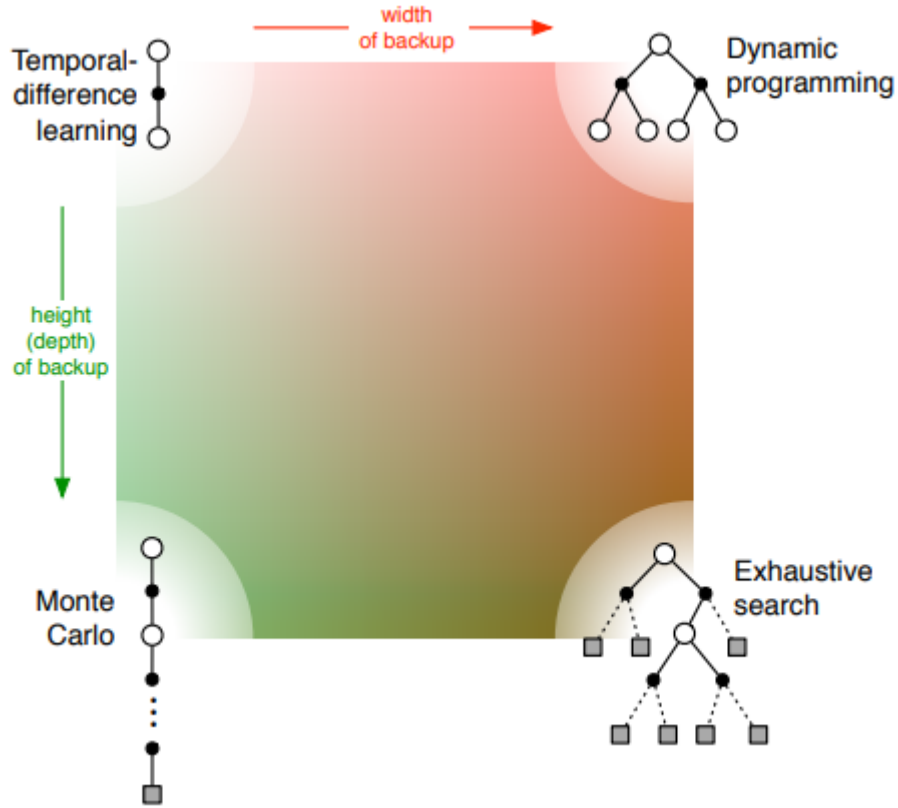 width
of backup
Temporal-
difference
learning
Dynamic
programming
height
(depth)
of backup
Monte
Carlo
Exhaustive
search